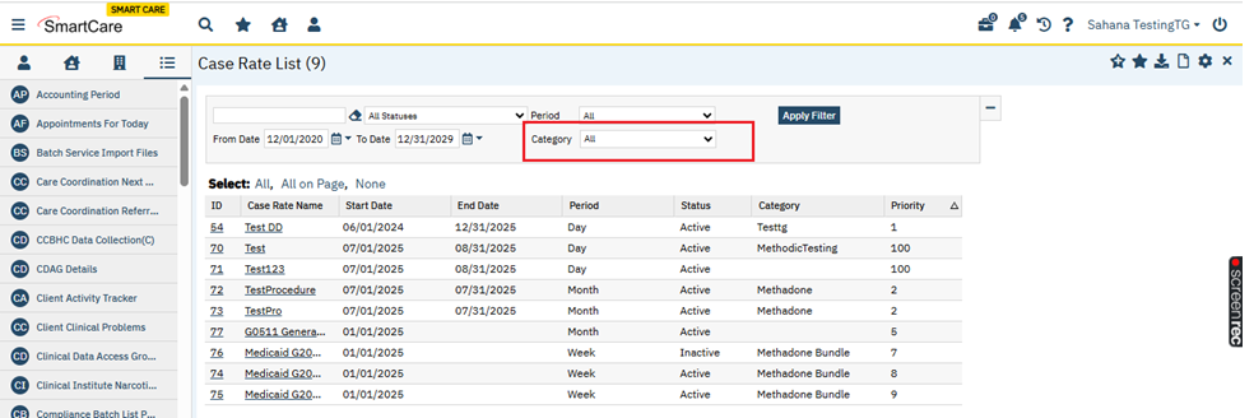 SMART CARE
SmartCare
0
6
? Sahana TestingTG
Case Rate List (9)
AP Accounting Period
AF Appointments For Today
BS Batch Service Import Files
CC Care Coordination Next ...
CC Care Coordination Referr...
CD CCBHC Data Collection(C)
CD CDAG Details
CA Client Activity Tracker
CC Client Clinical Problems
CD Clinical Data Access Gro...
CI Clinical Institute Narcoti...
CB Compliance Batch List P...
All Statuses Period All Apply Filter
From Date 12/01/2020 To Date 12/31/2029 Category All
Select: All, All on Page, None
ID Case Rate Name Start Date End Date Period Status Category Priority
54 Test DD 06/01/2024 12/31/2025 Day Active Testtg 1
70 Test 07/01/2025 08/31/2025 Day Active MethodicTesting 100
71 Test123 07/01/2025 08/31/2025 Day Active 100
72 TestProcedure 07/01/2025 07/31/2025 Month Active Methadone 2
73 TestPro 07/01/2025 07/31/2025 Month Active Methadone 2
77 G0511 Genera... 01/01/2025 Month Active 5
76 Medicaid G20... 01/01/2025 Week Inactive Methadone Bundle 7
74 Medicaid G20... 01/01/2025 Week Active Methadone Bundle 8
75 Medicaid G20... 01/01/2025 Week Active Methadone Bundle 9
screenrec